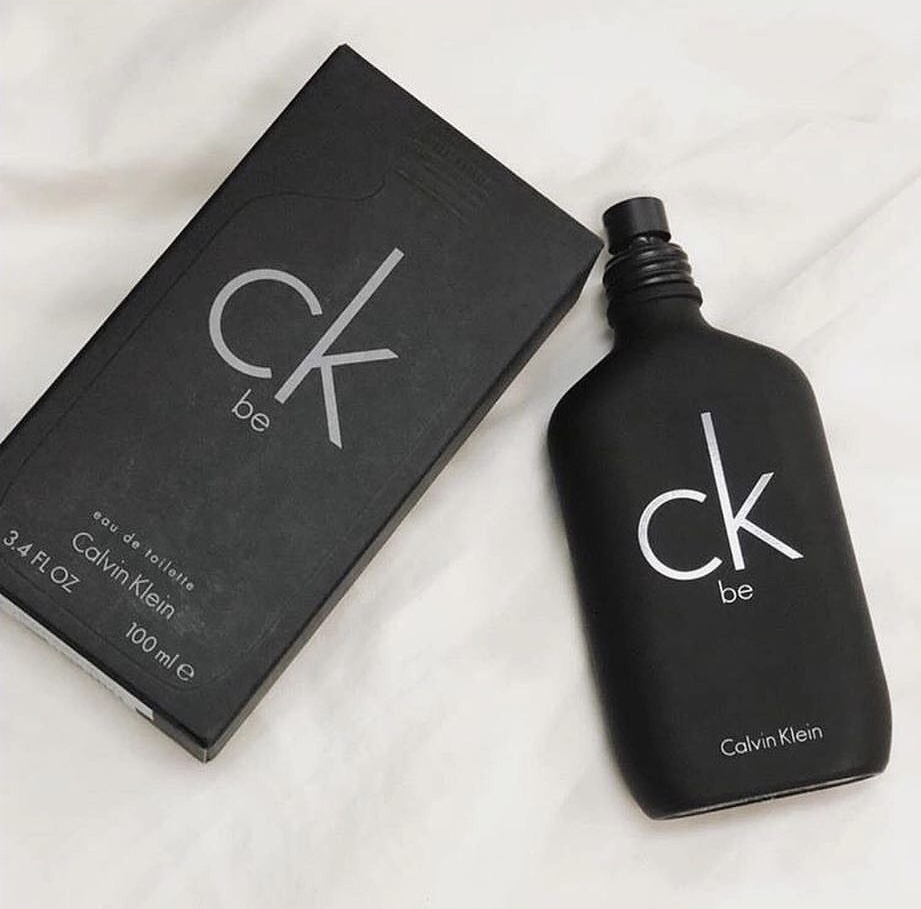 ck
be
eau de toilette
Calvin Klein
3.4 FL OZ
100 ml e
ck
be
Calvin Klein